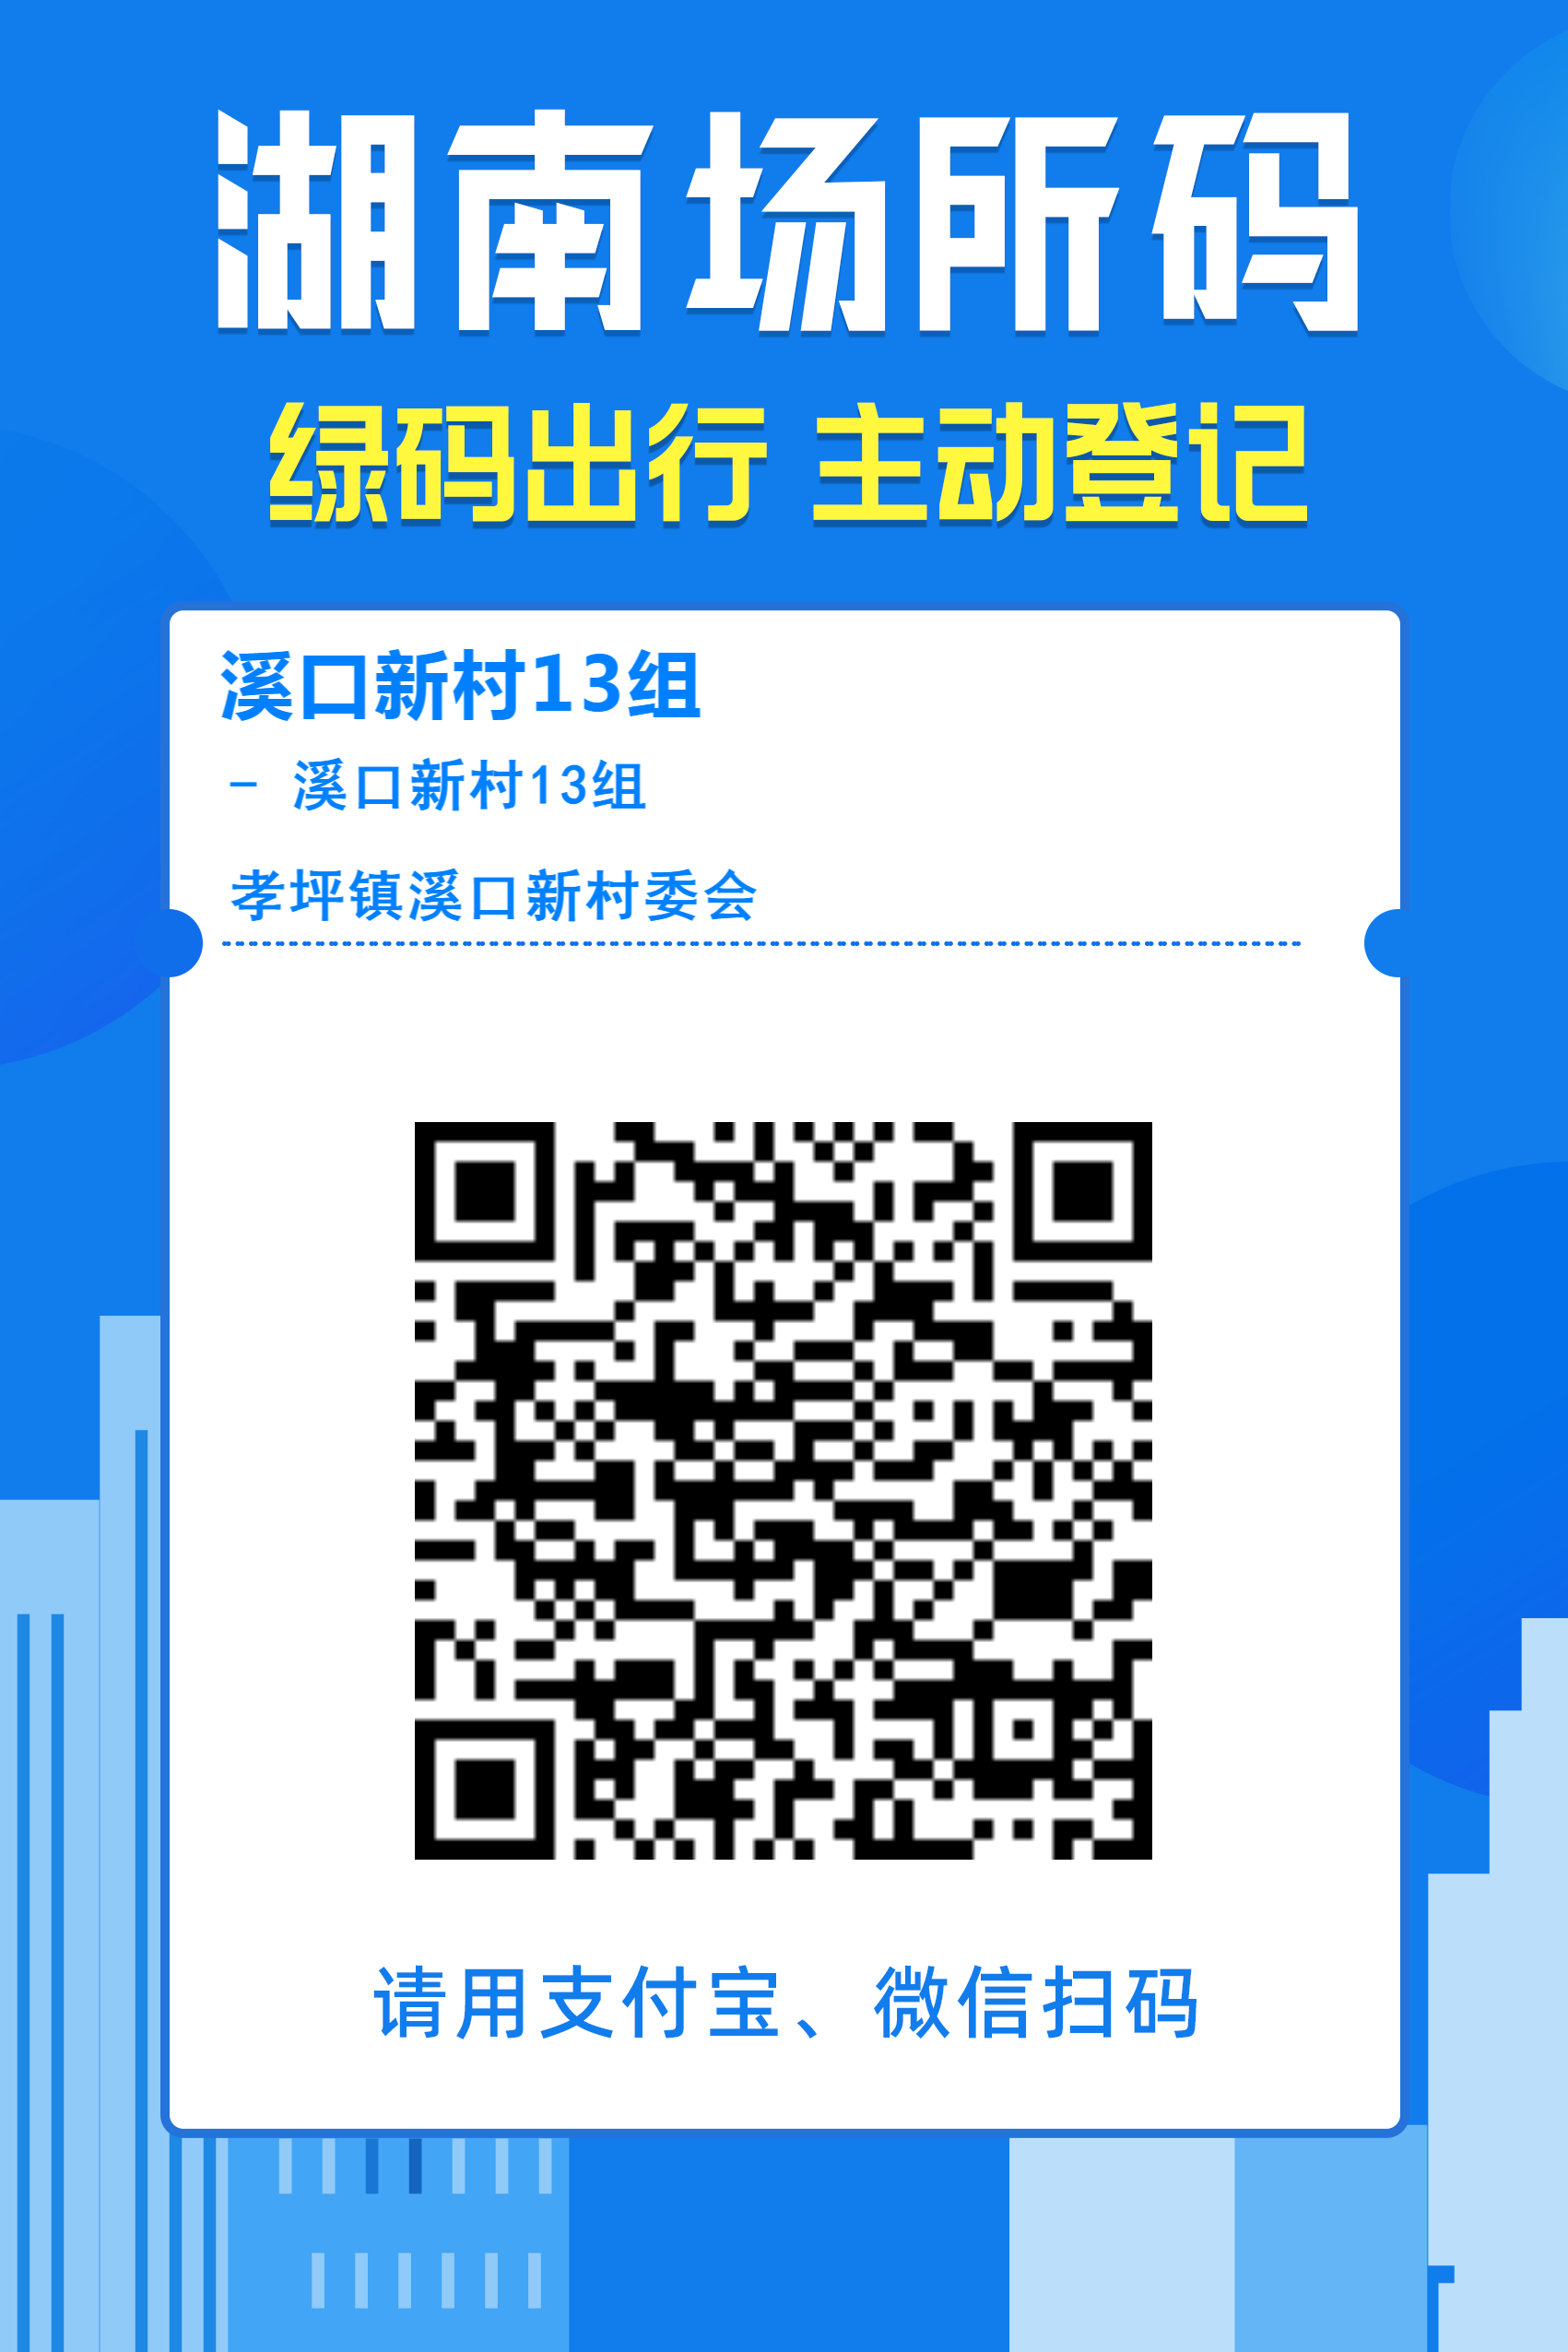 湖南场所码
绿码出行 主动登记
溪口新村13组
- 溪口新村13组
孝坪镇溪口新村委会
请用支付宝、微信扫码